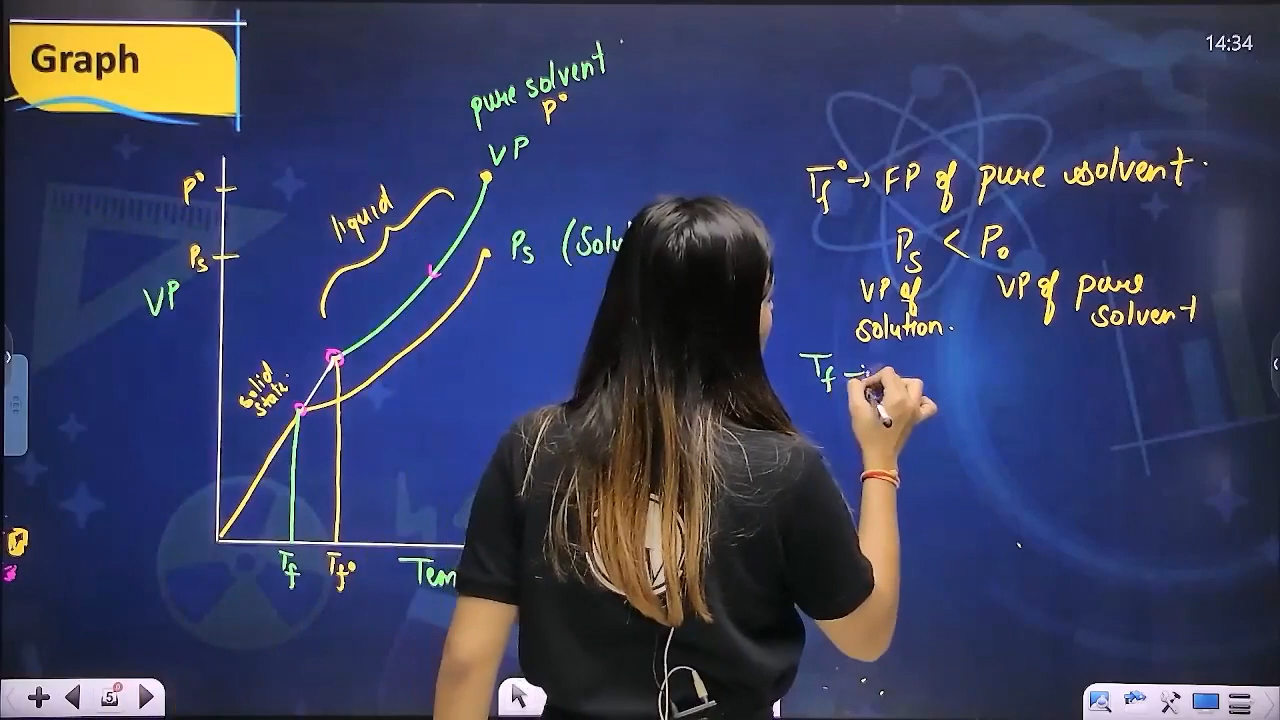 Graph
14:34
pure solvent
P°
VP
P°
liquid
Ps (Solu
Ps
VP
solid
state.
Tf
Tf°
Tem
Tf° → FP of pure solvent.
Ps < Po
VP of
solution.
VP of pure
solvent
Tf →
5